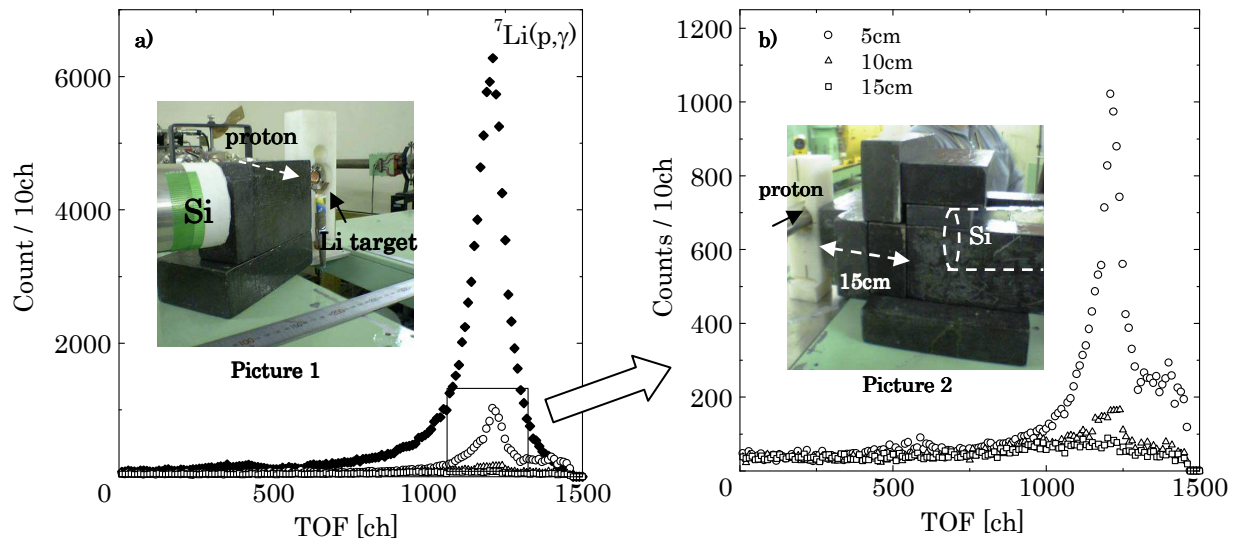 a)
⁷Li(p,γ)
Count / 10ch
6000
4000
2000
0
500
1000
1500
0
TOF [ch]
proton
Si
Li target
Picture 1
b)
5cm
10cm
15cm
Counts / 10ch
1200
1000
800
600
400
200
0
500
1000
1500
TOF [ch]
proton
Si
15cm
Picture 2